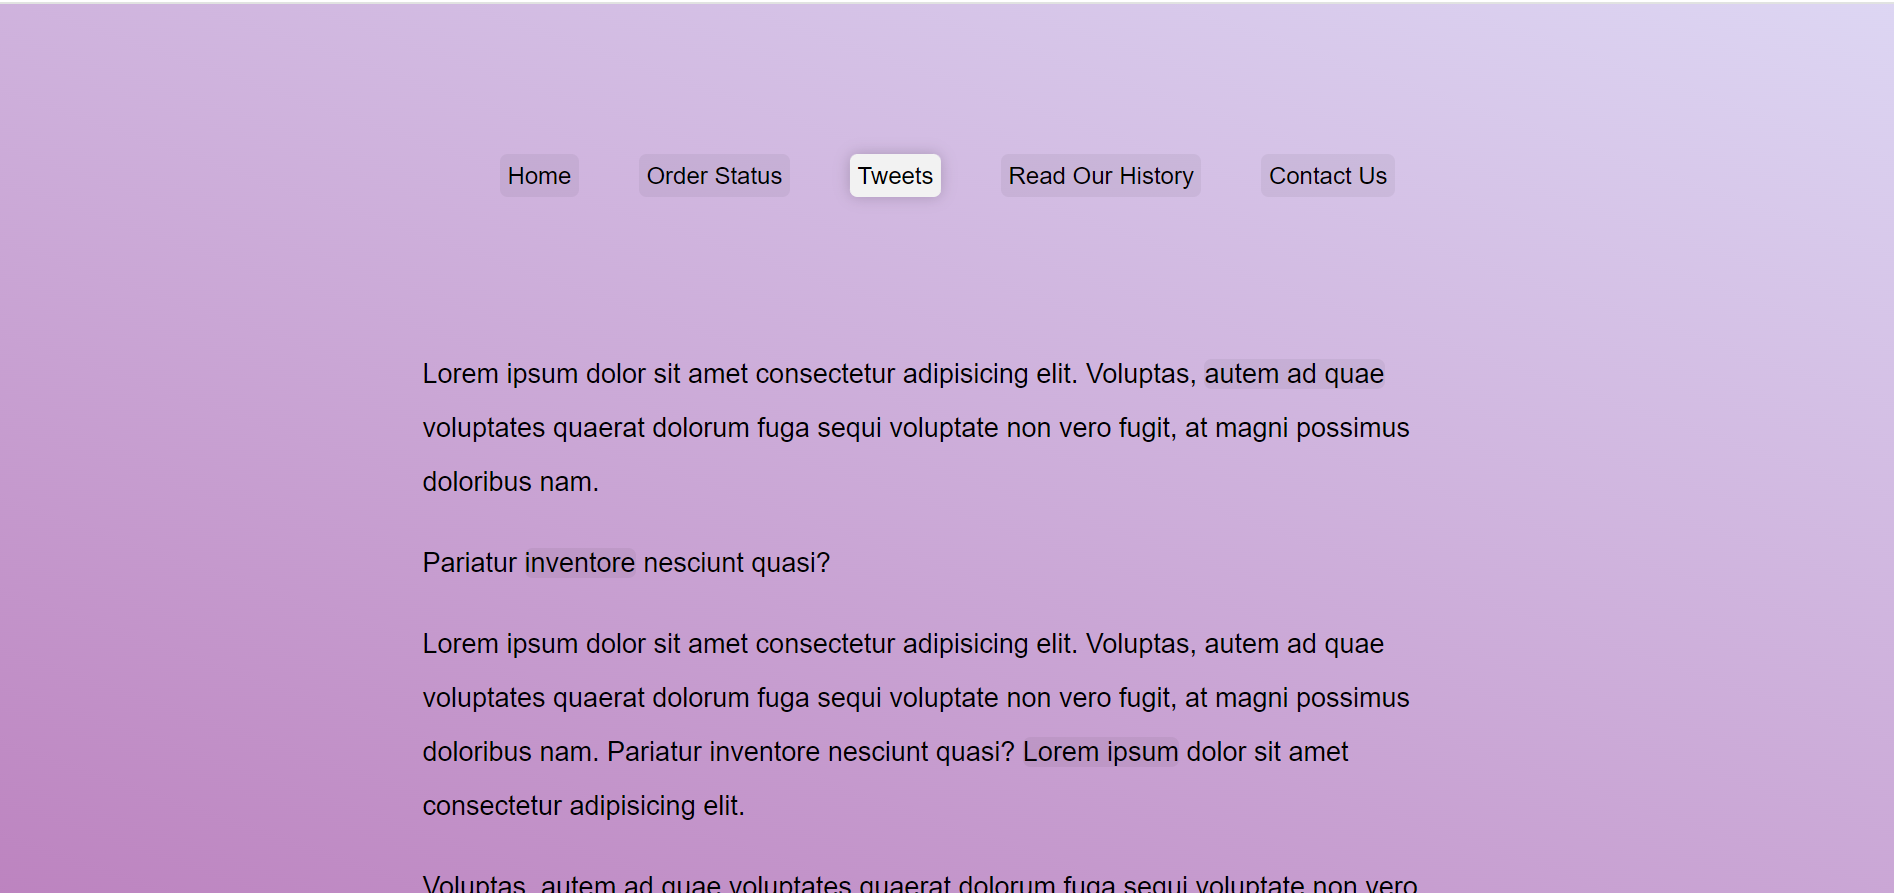 Home Order Status Tweets Read Our History Contact Us
Lorem ipsum dolor sit amet consectetur adipisicing elit. Voluptas, autem ad quae
voluptates quaerat dolorum fuga sequi voluptate non vero fugit, at magni possimus
doloribus nam.
Pariatur inventore nesciunt quasi?
Lorem ipsum dolor sit amet consectetur adipisicing elit. Voluptas, autem ad quae
voluptates quaerat dolorum fuga sequi voluptate non vero fugit, at magni possimus
doloribus nam. Pariatur inventore nesciunt quasi? Lorem ipsum dolor sit amet
consectetur adipisicing elit.
Voluptas, autem ad quae voluptates quaerat dolorum fuga sequi voluptate non vero